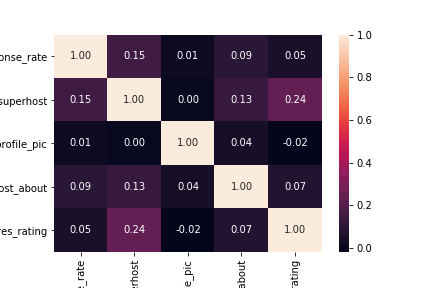 onse_rate 1.00 0.15 0.01 0.09 0.05
superhost 0.15 1.00 0.00 0.13 0.24
profile_pic 0.01 0.00 1.00 0.04 -0.02
ost_about 0.09 0.13 0.04 1.00 0.07
res_rating 0.05 0.24 -0.02 0.07 1.00
e_rate
erhost
e_pic
about
rating
1.0
0.8
0.6
0.4
0.2
0.0